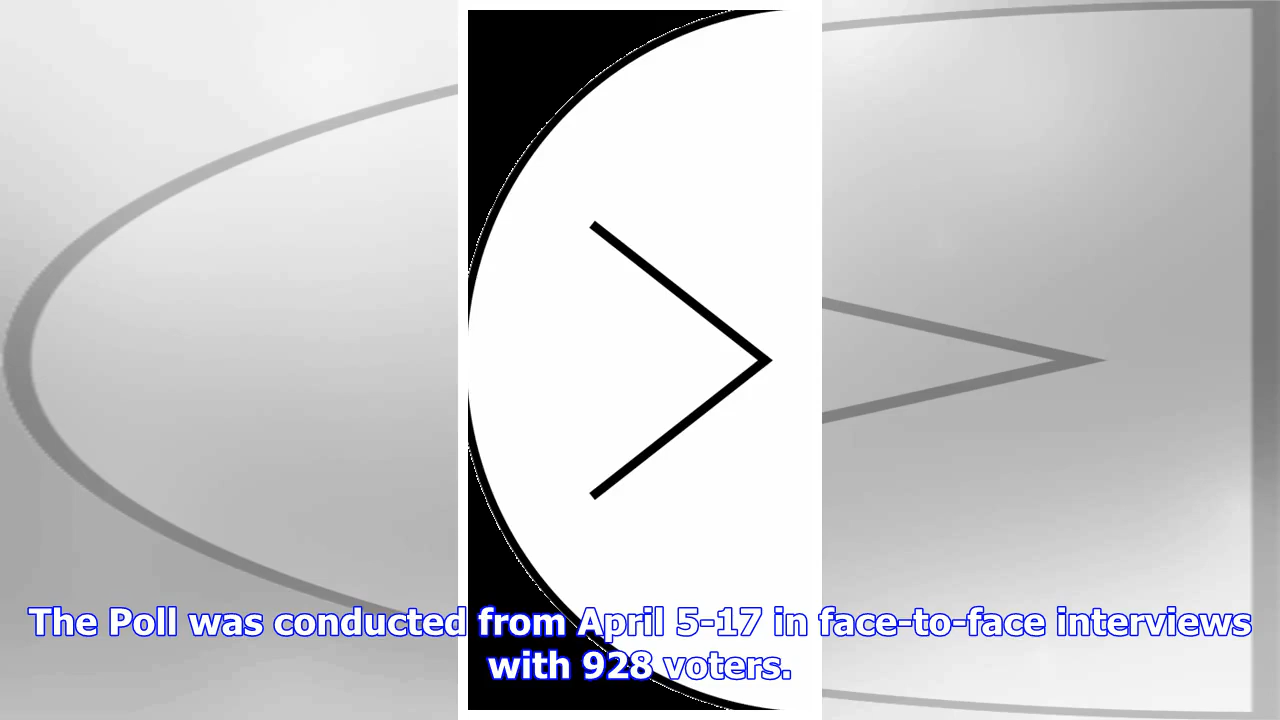 The Poll was conducted from April 5-17 in face-to-face interviews
with 928 voters.